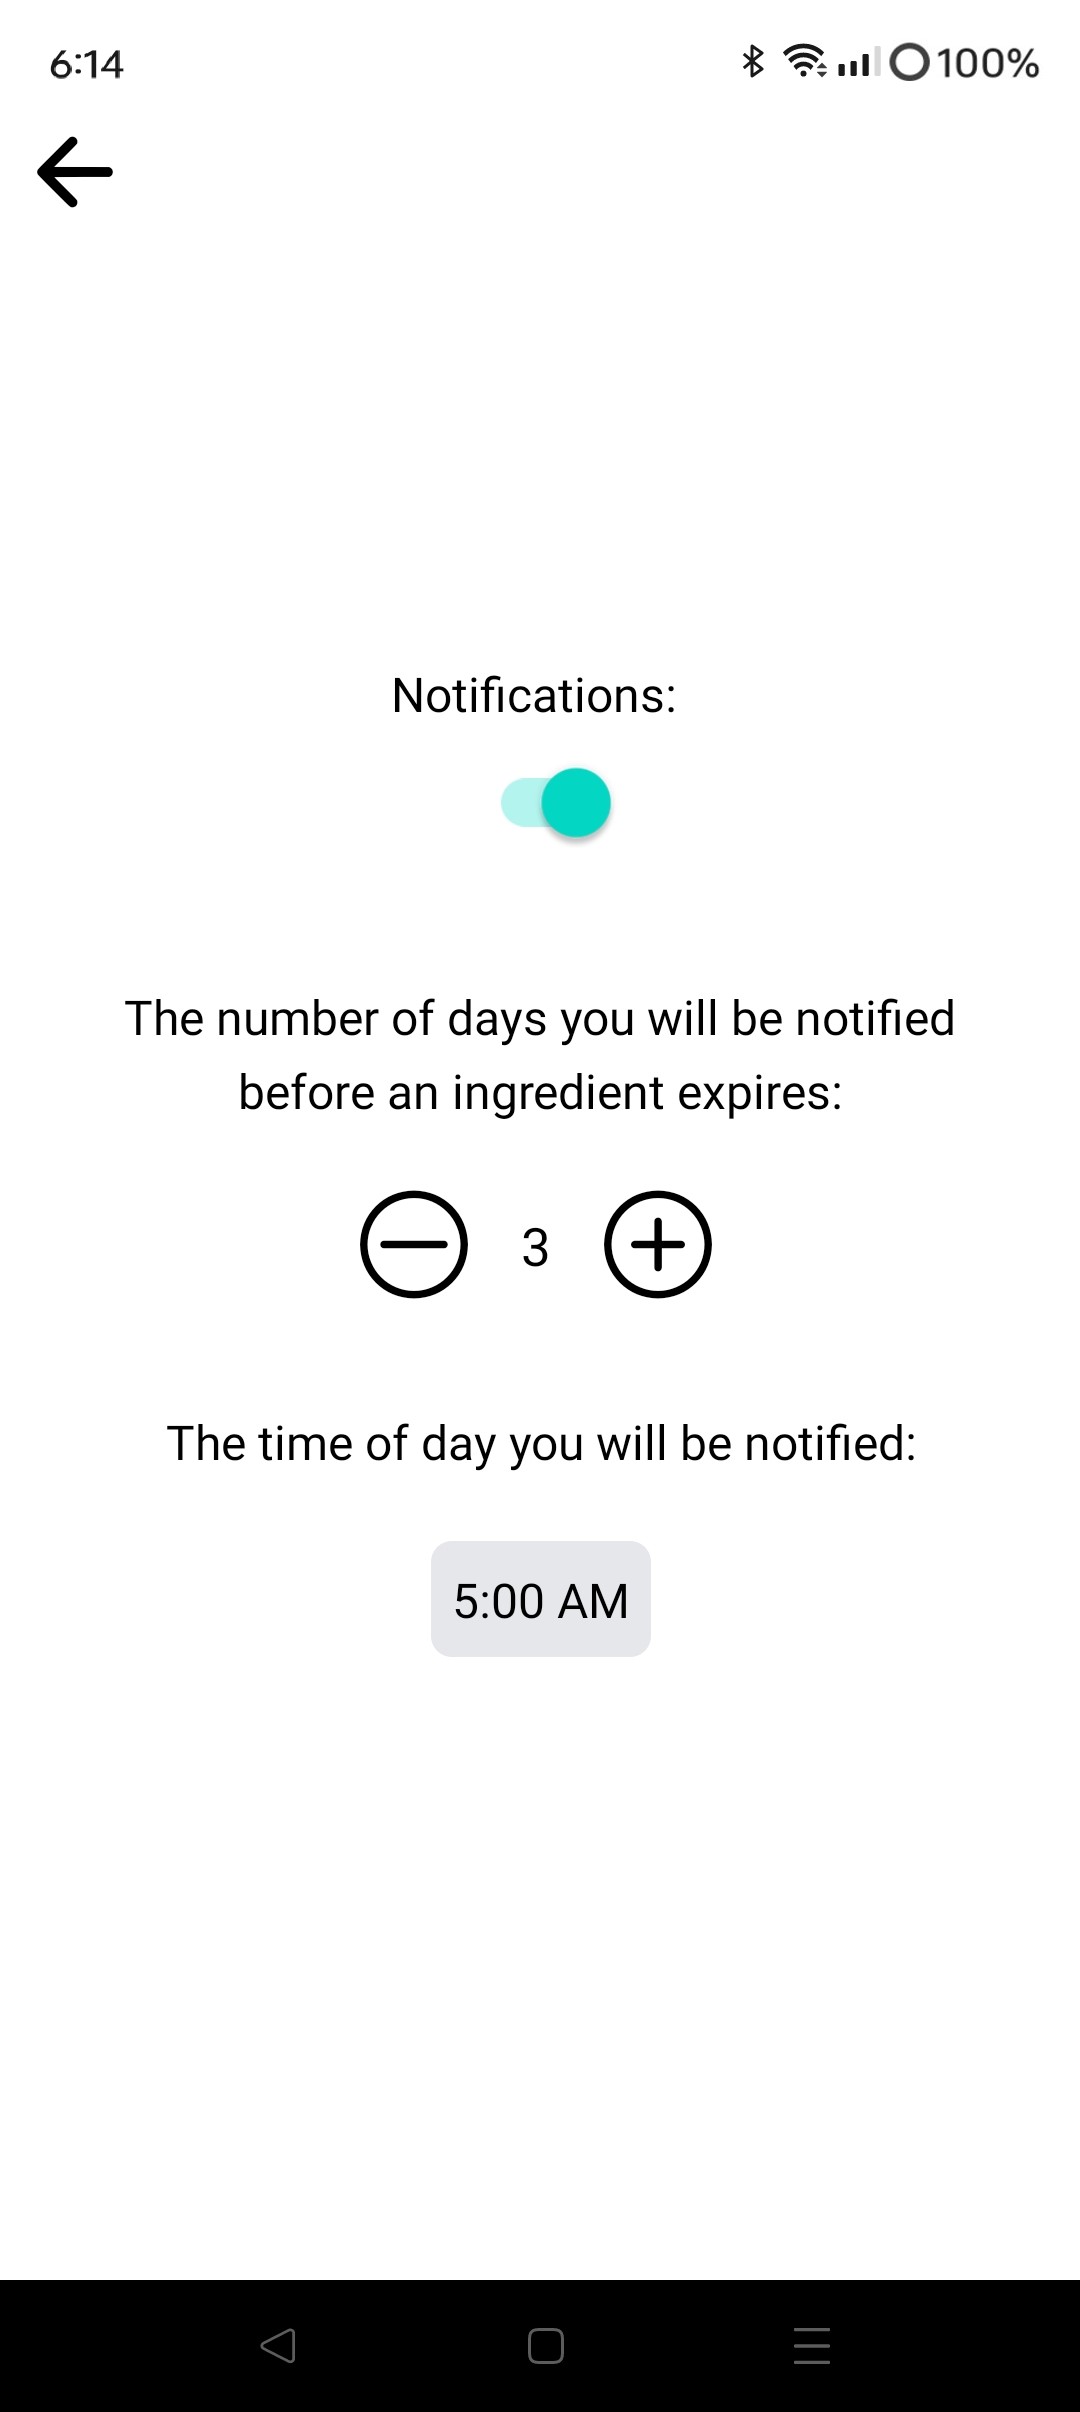 6:14
100%
Notifications:
The number of days you will be notified
before an ingredient expires:
3
The time of day you will be notified:
5:00 AM